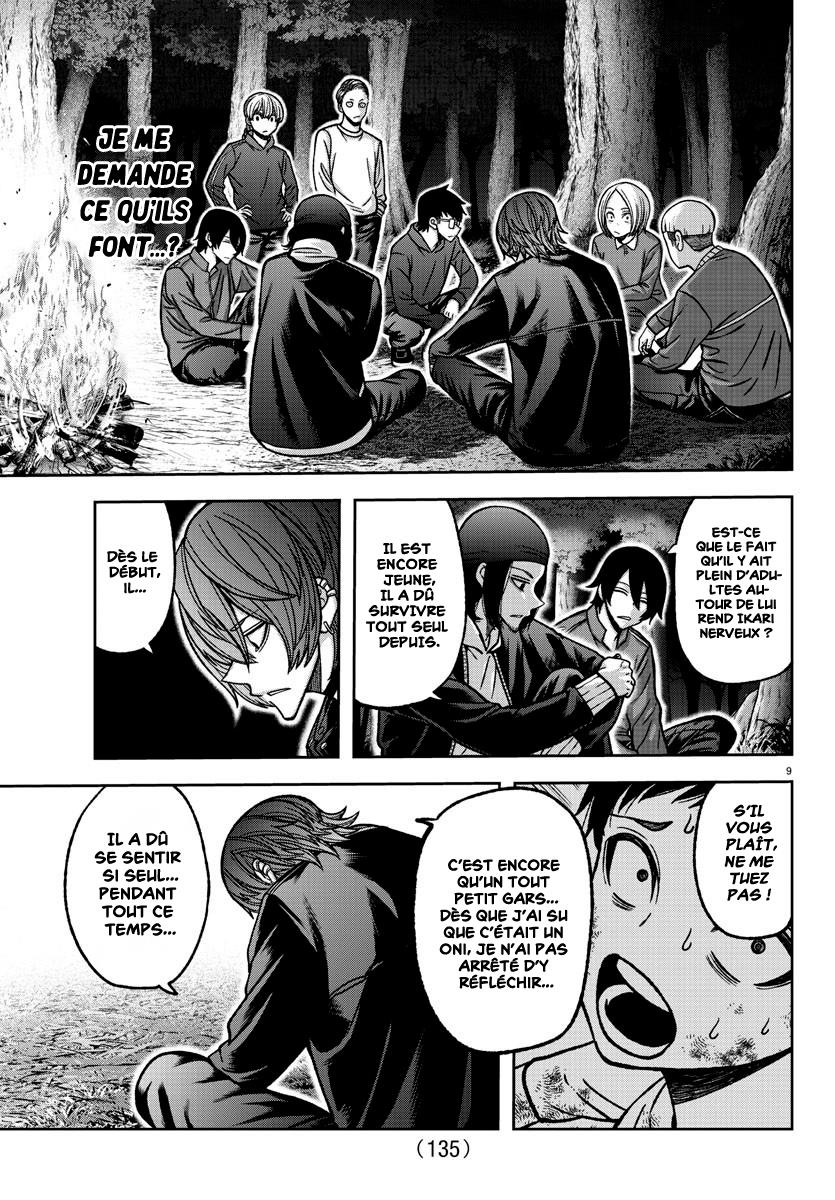 JE ME
DEMANDE
CE QU'ILS
FONT...?
EST-CE
QUE LE FAIT
QU'IL Y AIT
PLEIN D'ADU-
LTES AU-
TOUR DE LUI
REND IKARI
NERVEUX ?
IL EST
ENCORE
JEUNE,
IL A DÛ
SURVIVRE
TOUT SEUL
DEPUIS.
DÈS LE
DÉBUT,
IL...
9
S'IL
VOUS
PLAÎT,
NE ME
TUEZ
PAS !
C'EST ENCORE
QU'UN TOUT
PETIT GARS...
DÈS QUE J'AI SU
QUE C'ÉTAIT UN
ONI, JE N'AI PAS
ARRÊTÉ D'Y
RÉFLÉCHIR...
IL A DÛ
SE SENTIR
SI SEUL...
PENDANT
TOUT CE
TEMPS...
(135)